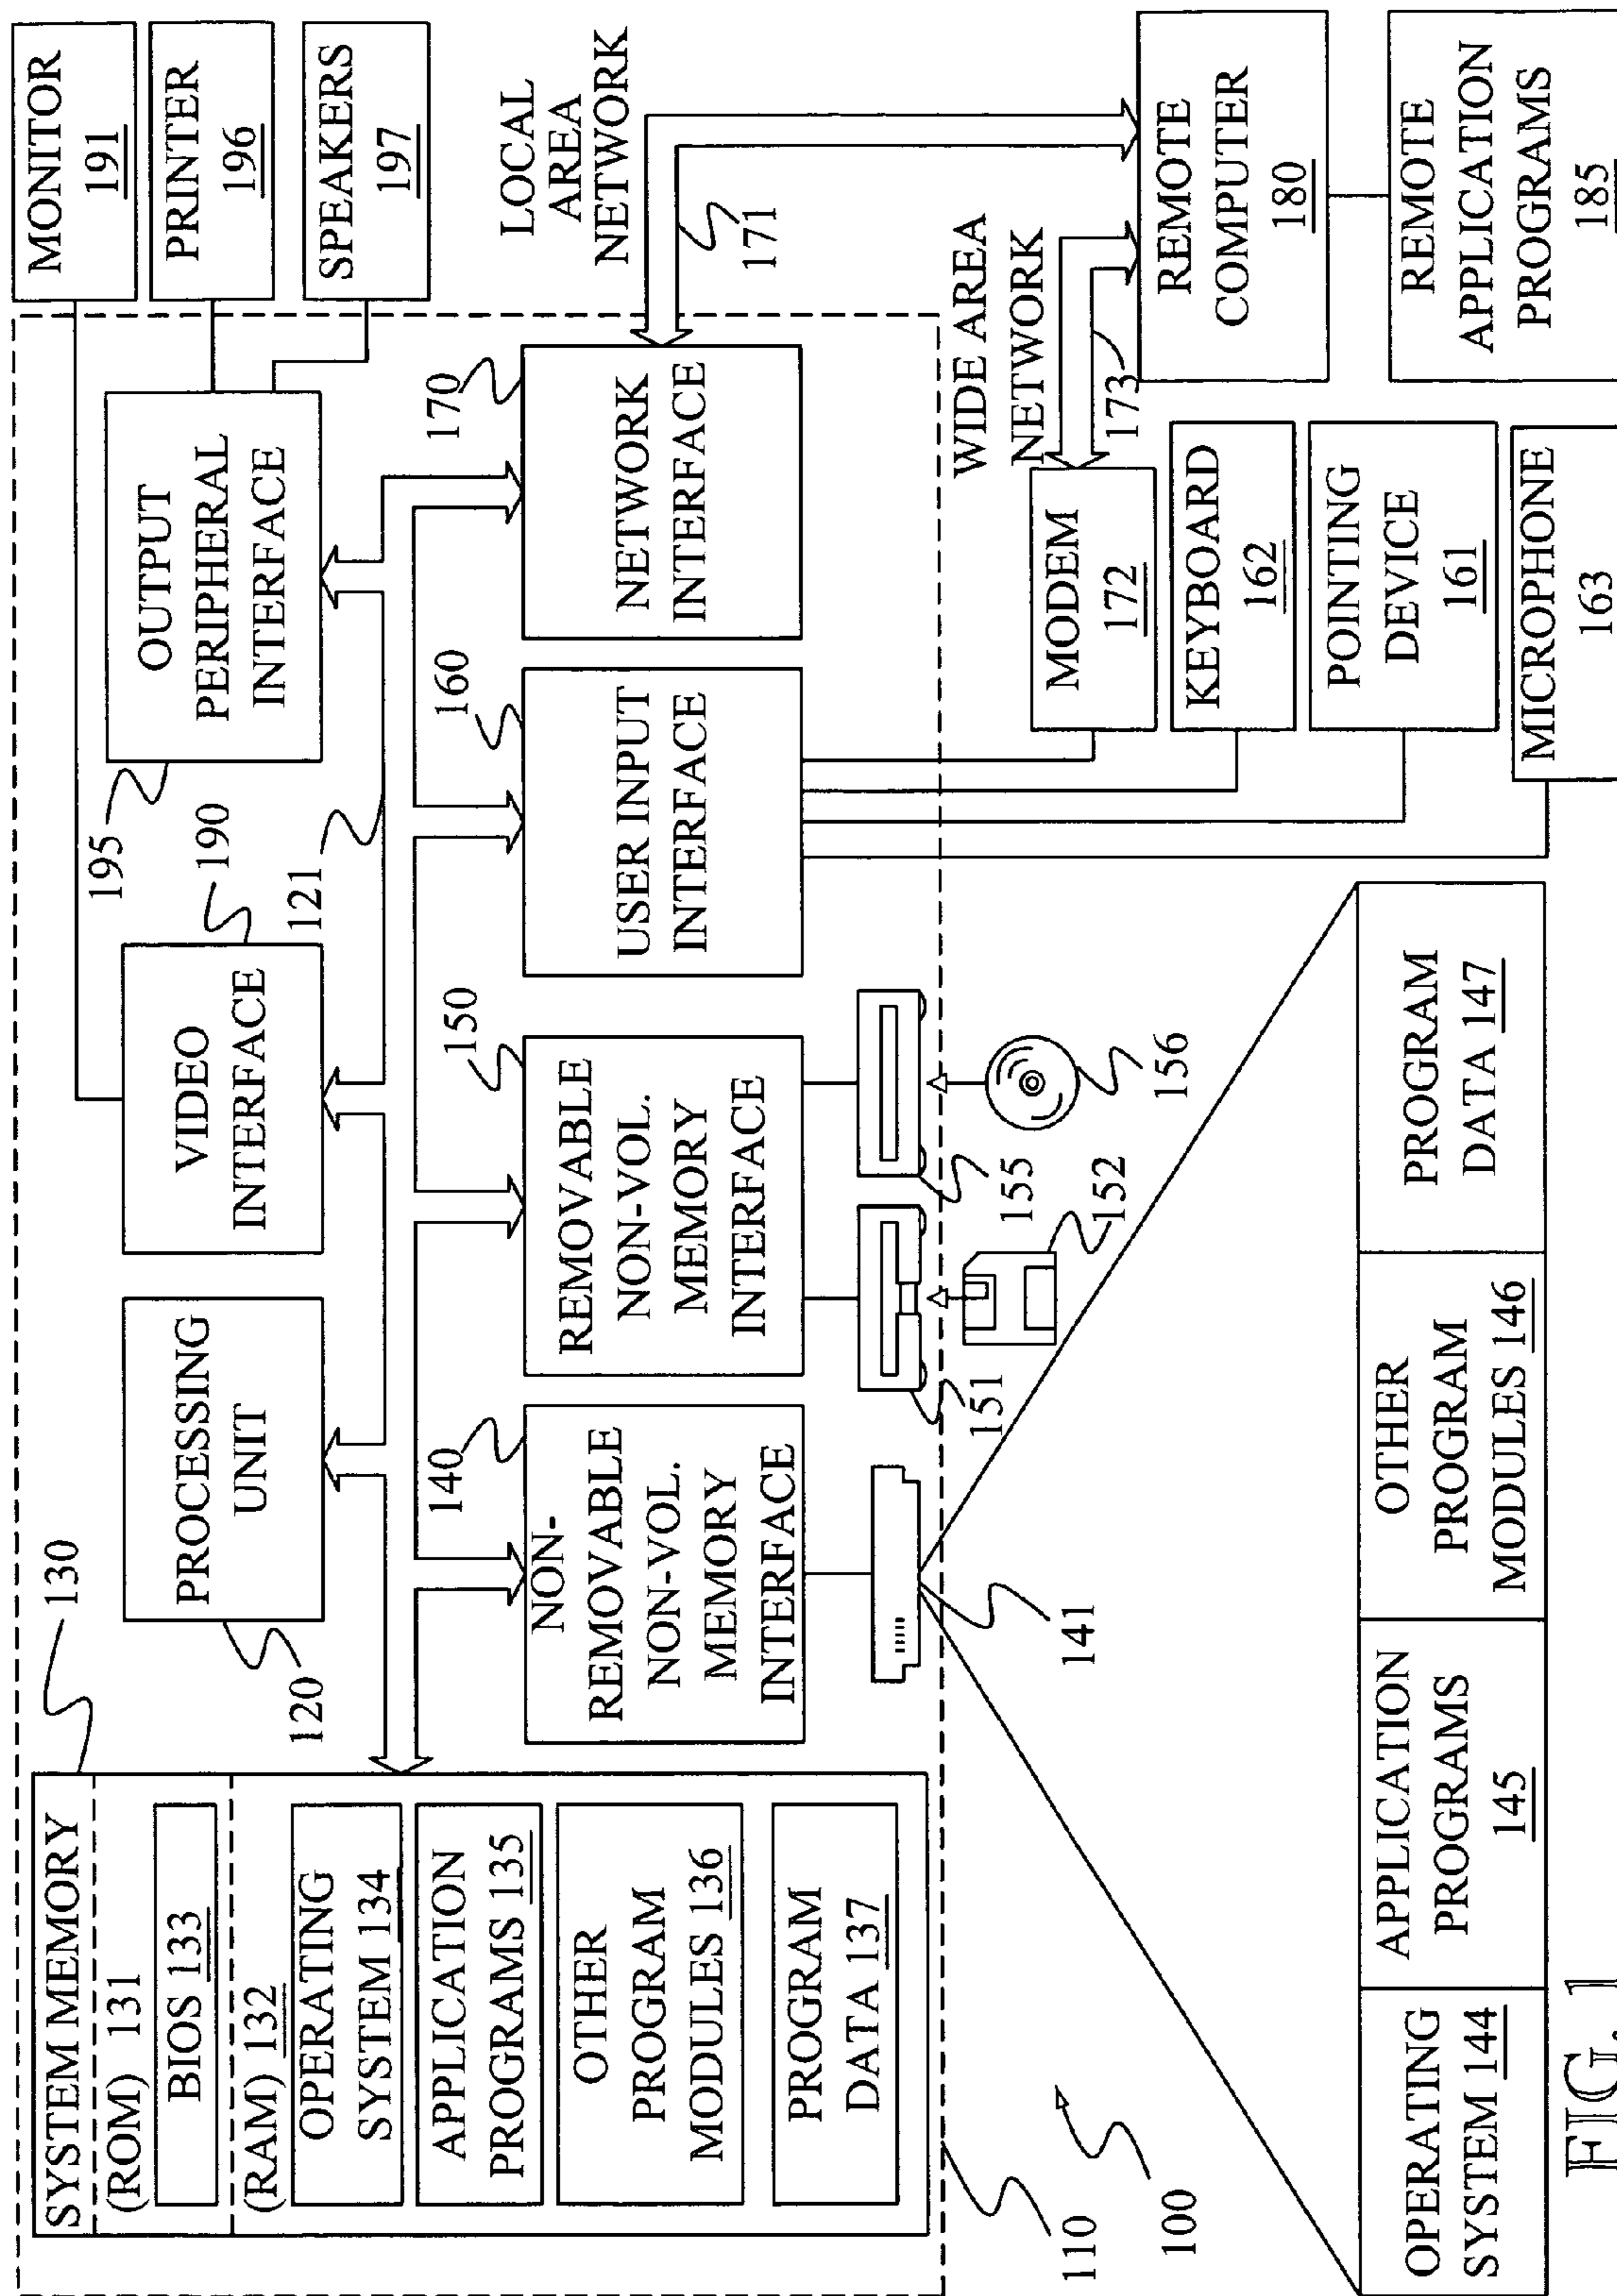 SYSTEM MEMORY
(ROM) 131
BIOS 133
(RAM) 132
OPERATING
SYSTEM 134
APPLICATION
PROGRAMS 135
OTHER
PROGRAM
MODULES 136
PROGRAM
DATA 137
130
120
PROCESSING
UNIT
VIDEO
INTERFACE
190
121
195
OUTPUT
PERIPHERAL
INTERFACE
MONITOR
191
PRINTER
196
SPEAKERS
197
140
NON-
REMOVABLE
NON-VOL.
MEMORY
INTERFACE
150
REMOVABLE
NON-VOL.
MEMORY
INTERFACE
160
USER INPUT
INTERFACE
170
NETWORK
INTERFACE
LOCAL
AREA
NETWORK
171
141
151
152
155
156
WIDE AREA
NETWORK
173
MODEM
172
KEYBOARD
162
POINTING
DEVICE
161
MICROPHONE
163
REMOTE
COMPUTER
180
REMOTE
APPLICATION
PROGRAMS
185
110
100
OPERATING
SYSTEM 144
APPLICATION
PROGRAMS
145
OTHER
PROGRAM
MODULES 146
PROGRAM
DATA 147
FIG. 1